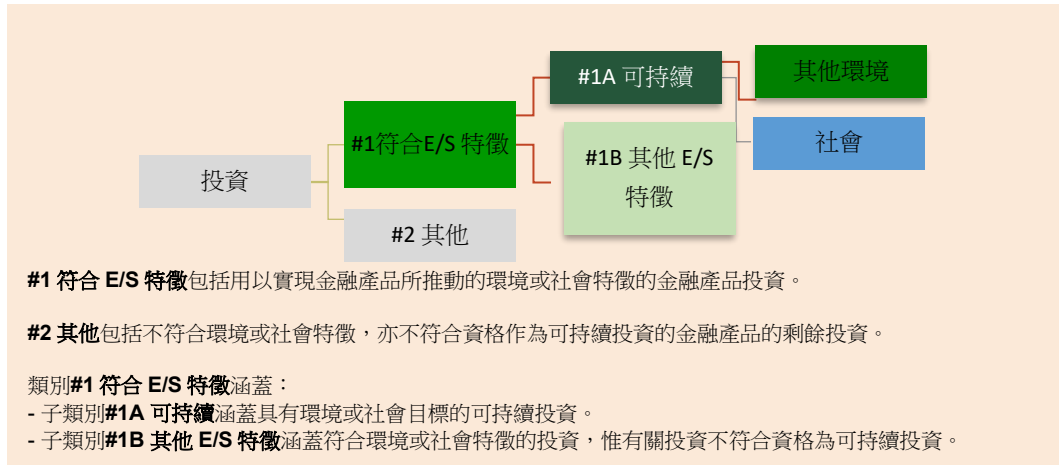 投資
#1符合E/S 特徵
#2 其他
#1A 可持續
#1B 其他 E/S
特徵
其他環境
社會
#1 符合 E/S 特徵包括用以實現金融產品所推動的環境或社會特徵的金融產品投資。
#2 其他包括不符合環境或社會特徵，亦不符合資格作為可持續投資的金融產品的剩餘投資。
類別#1 符合 E/S 特徵涵蓋：
- 子類別#1A 可持續涵蓋具有環境或社會目標的可持續投資。
- 子類別#1B 其他 E/S 特徵涵蓋符合環境或社會特徵的投資，惟有關投資不符合資格為可持續投資。